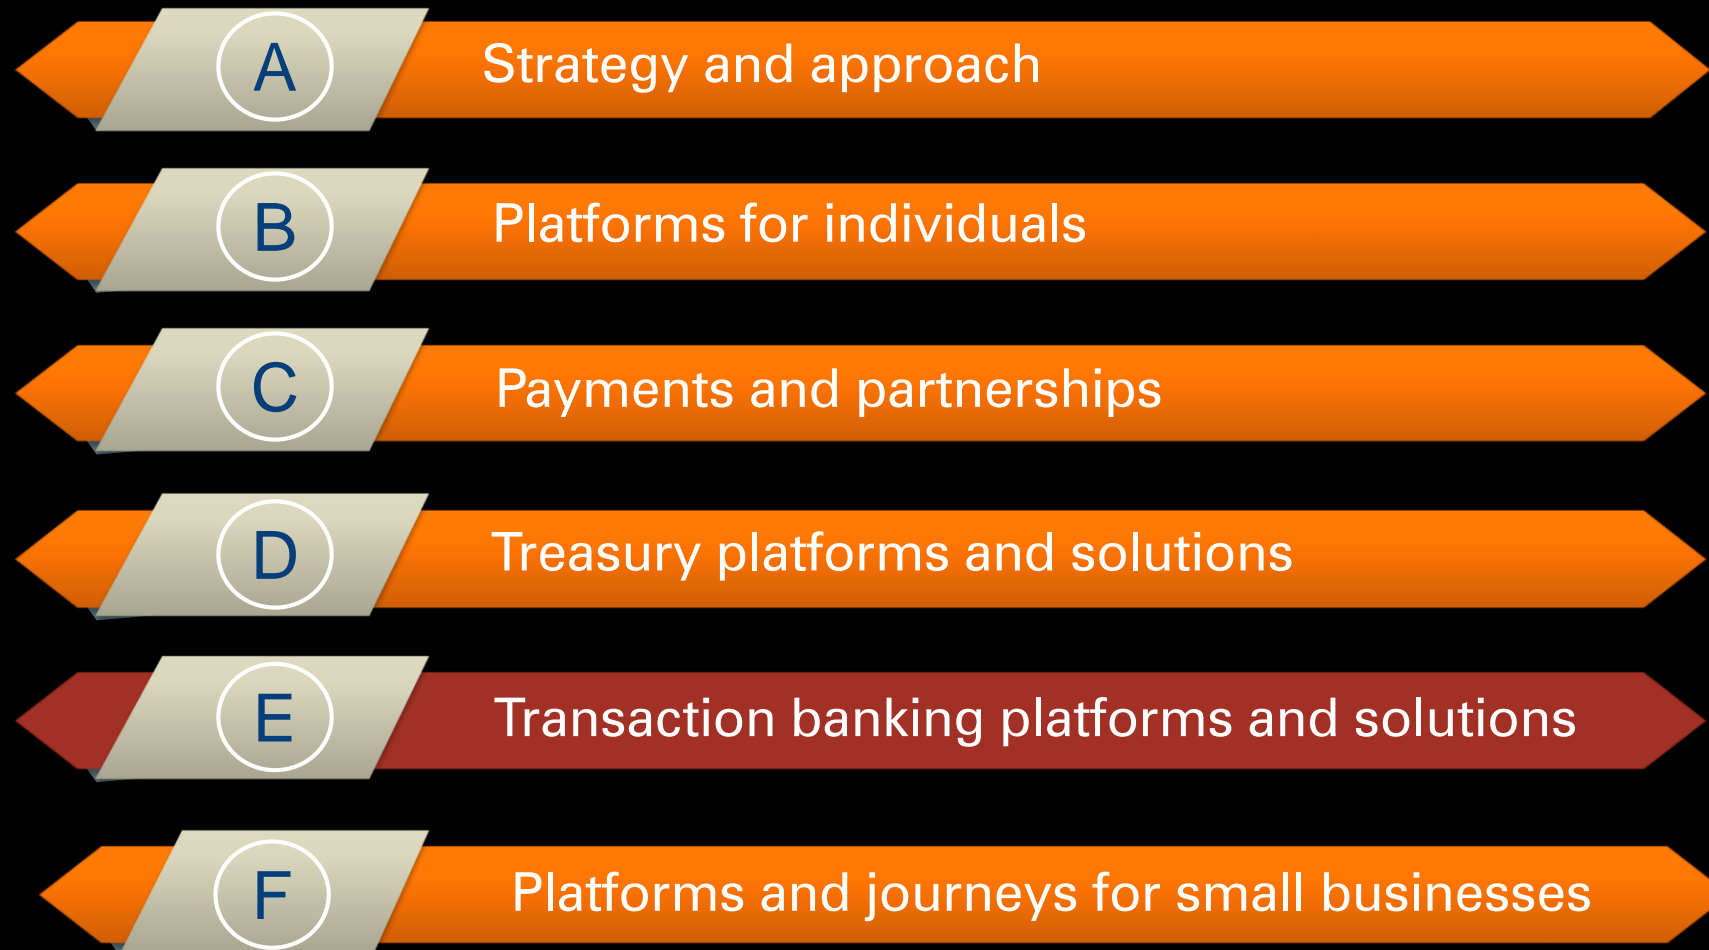 A Strategy and approach
B Platforms for individuals
C Payments and partnerships
D Treasury platforms and solutions
E Transaction banking platforms and solutions
F Platforms and journeys for small businesses